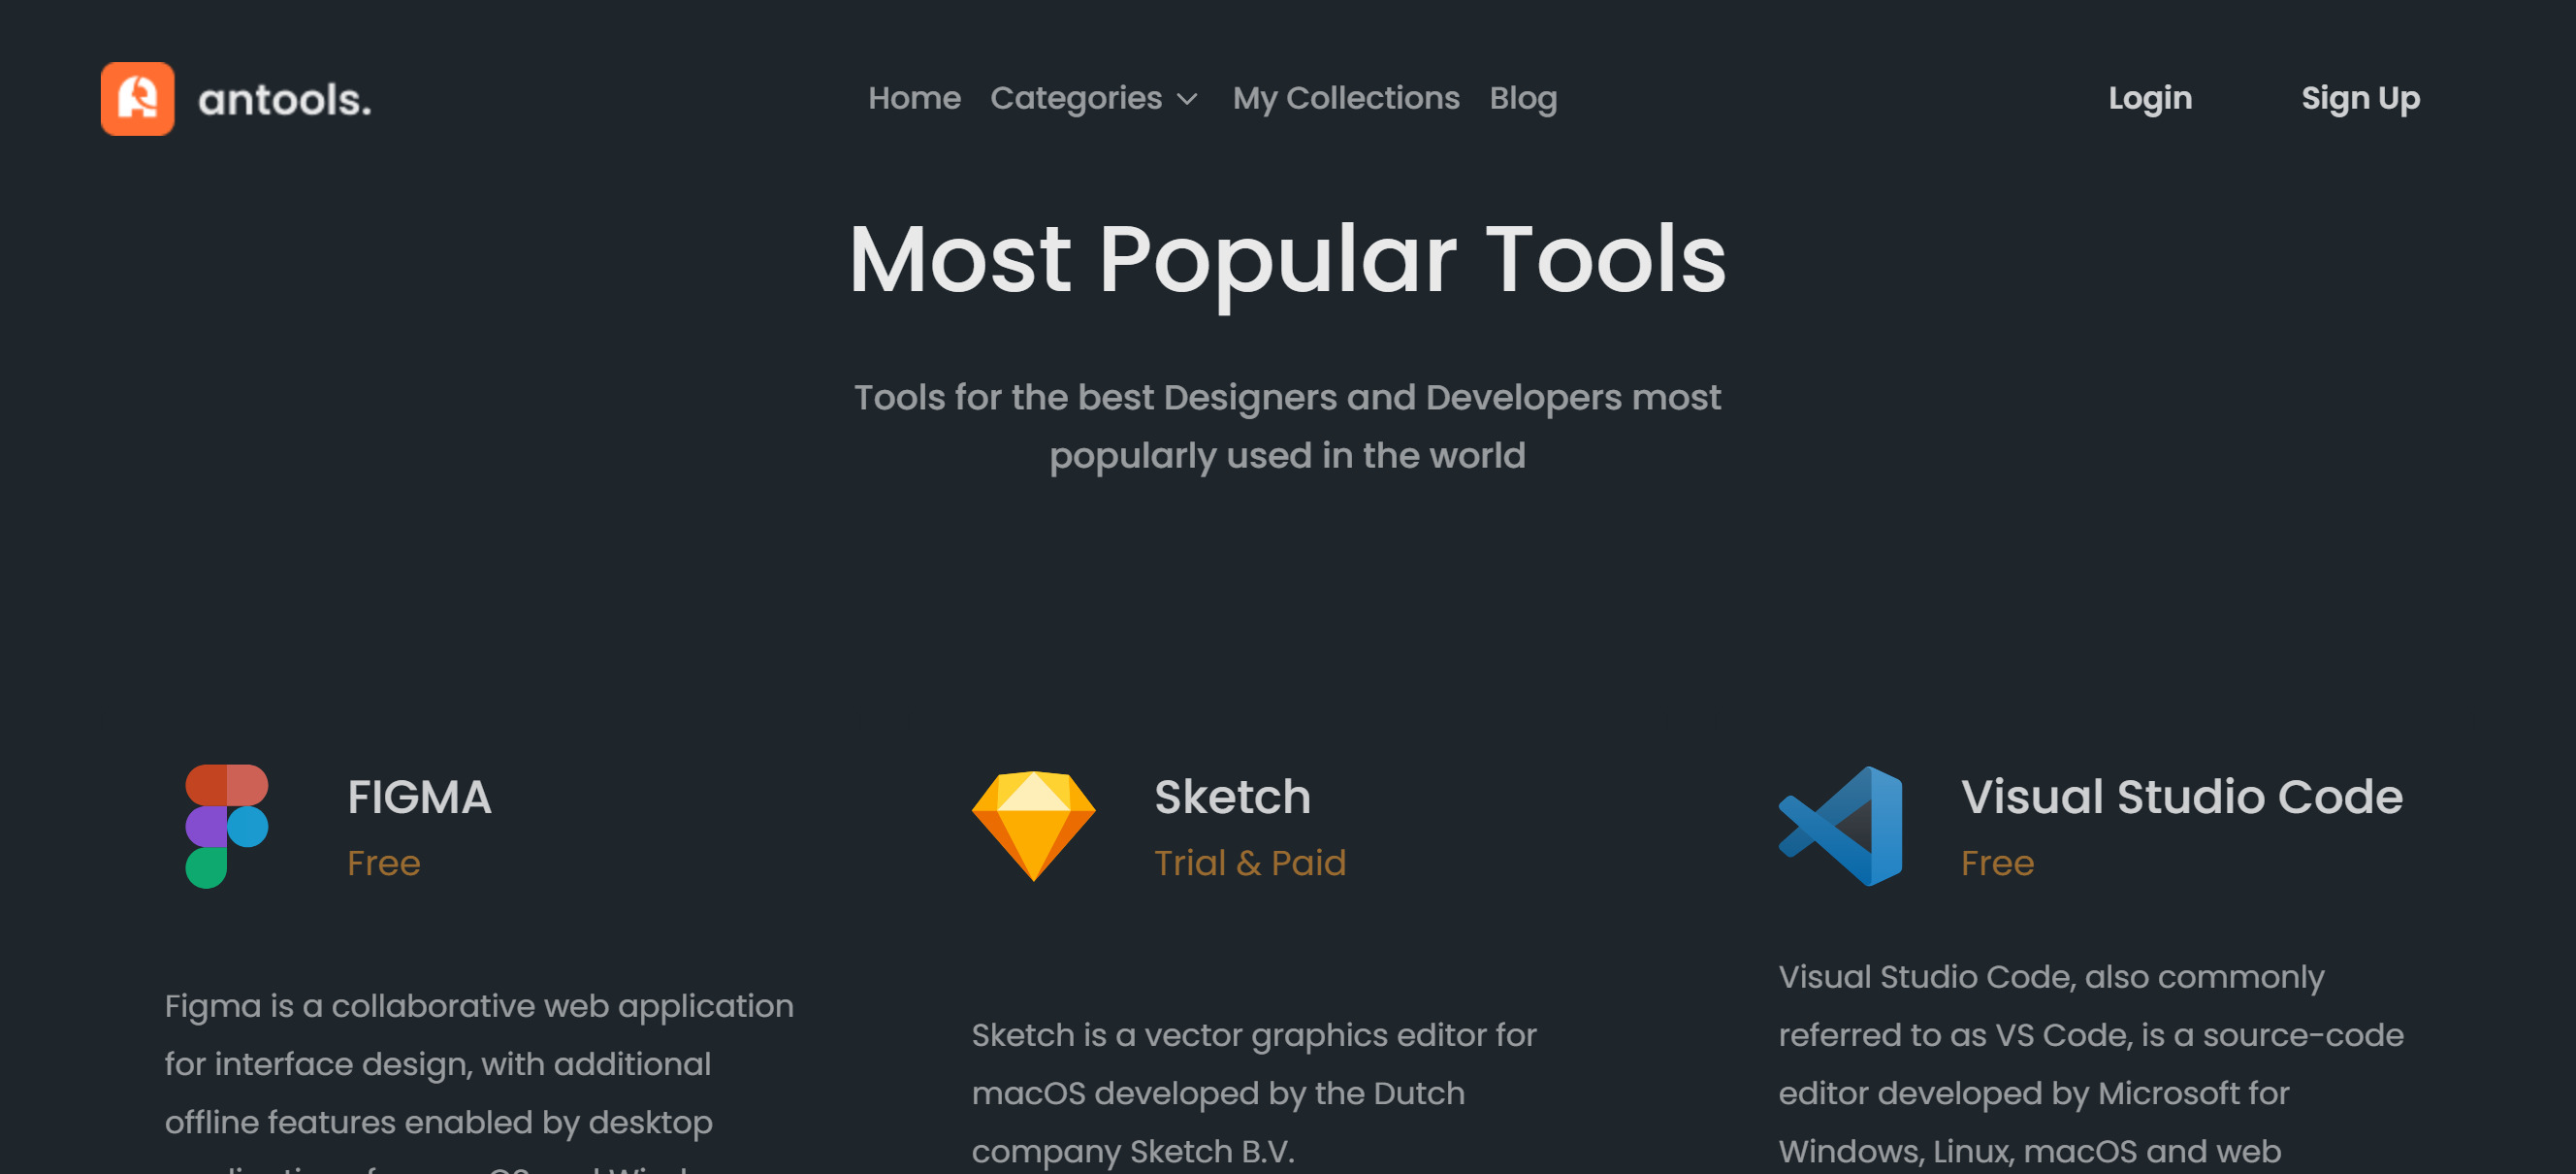 antools.
Home Categories My Collections Blog
Login Sign Up
Most Popular Tools
Tools for the best Designers and Developers most
popularly used in the world
FIGMA
Free
Figma is a collaborative web application
for interface design, with additional
offline features enabled by desktop
Sketch
Trial & Paid
Sketch is a vector graphics editor for
macOS developed by the Dutch
company Sketch B.V.
Visual Studio Code
Free
Visual Studio Code, also commonly
referred to as VS Code, is a source-code
editor developed by Microsoft for
Windows, Linux, macOS and web